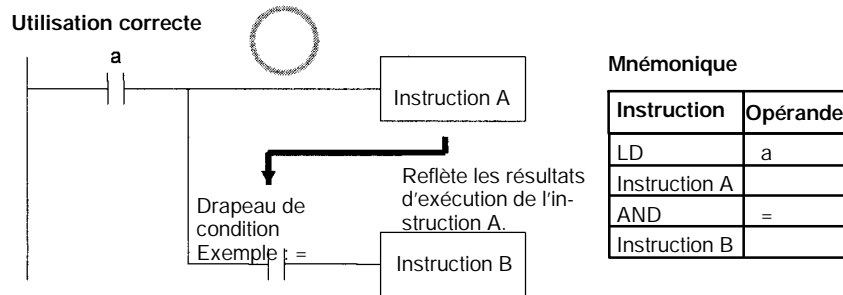 Utilisation correcte
a
Instruction A
Reflète les résultats
d'exécution de l'in-
struction A.
Drapeau de
condition
Exemple : =
Instruction B
Mnémonique
Instruction Opérande
LD a
Instruction A
AND =
Instruction B